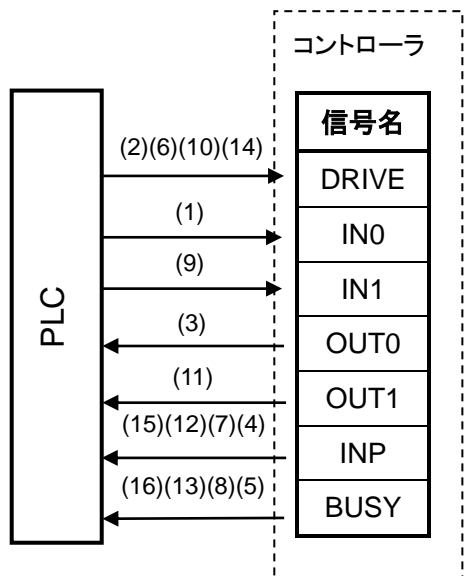 コントローラ
信号名
PLC
(2)(6)(10)(14)
DRIVE
(1)
IN0
(9)
IN1
(3)
OUT0
(11)
OUT1
(15)(12)(7)(4)
INP
(16)(13)(8)(5)
BUSY